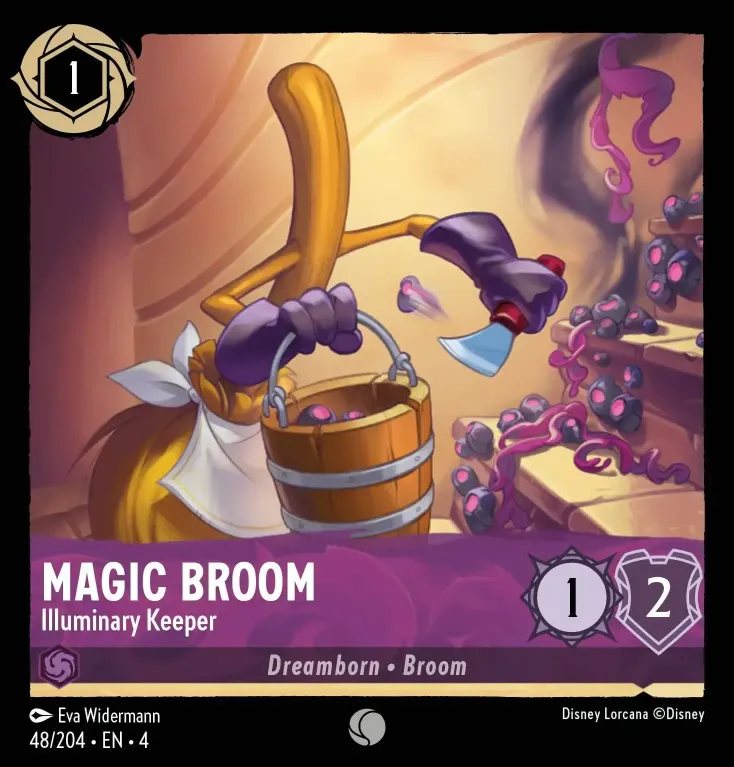 1
MAGIC BROOM
Illuminary Keeper
1
2
Dreamborn • Broom
Eva Widermann
Disney Lorcana ©Disney
48/204 • EN • 4